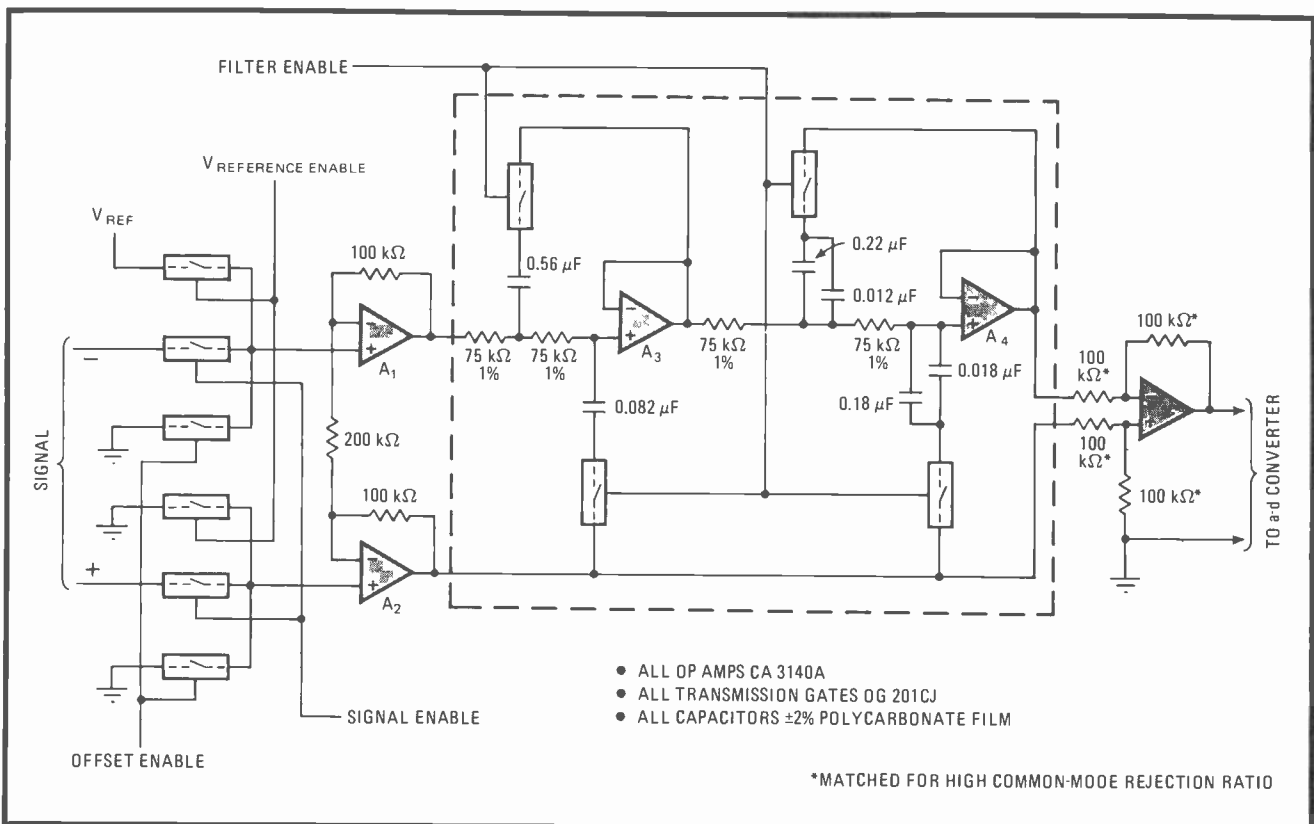 FILTER ENABLE
V REFERENCE ENABLE
V REF
100 kΩ
0.56 μF
0.22 μF
0.012 μF
SIGNAL
−
+
−
+
A1
75 kΩ
1%
75 kΩ
1%
−
+
A3
75 kΩ
1%
75 kΩ
1%
−
+
A4
0.018 μF
0.18 μF
0.082 μF
100 kΩ*
100
kΩ*
100
kΩ*
100 kΩ*
TO a-d CONVERTER
200 kΩ
100 kΩ
−
+
A2
● ALL OP AMPS CA 3140A
● ALL TRANSMISSION GATES OG 201CJ
● ALL CAPACITORS ±2% POLYCARBONATE FILM
SIGNAL ENABLE
OFFSET ENABLE
*MATCHED FOR HIGH COMMON-MODE REJECTION RATIO